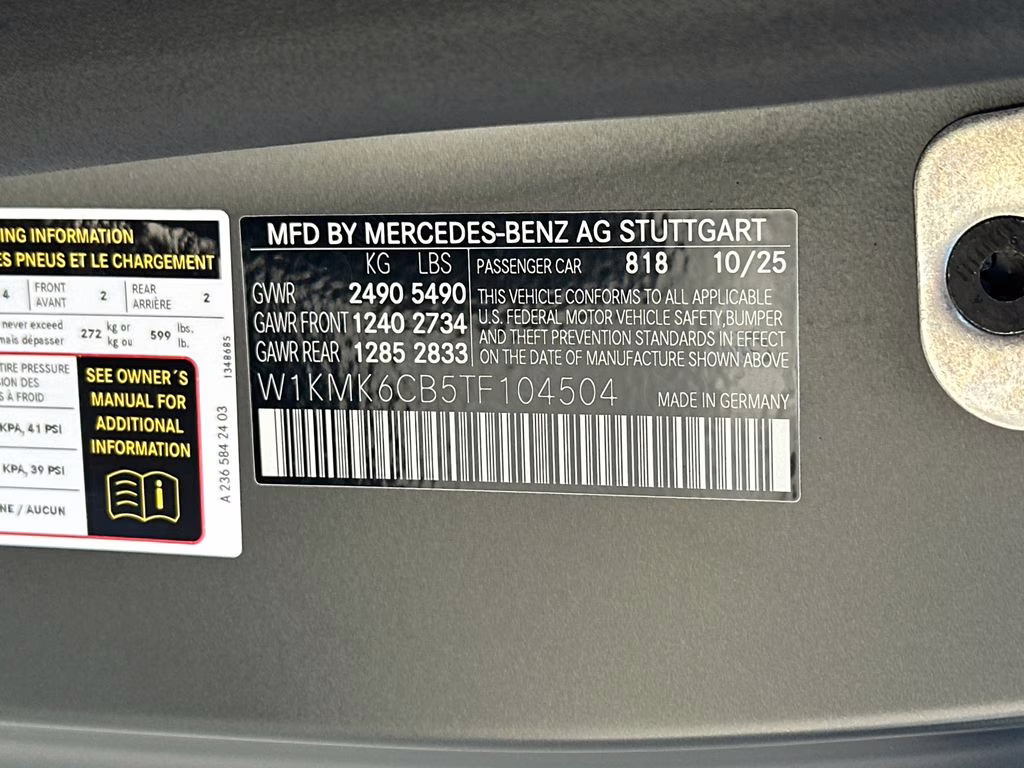 ING INFORMATION
ES PNEUS ET LE CHARGEMENT
4 FRONT AVANT 2 REAR ARRIÈRE 2
never exceed 272 kg or 599 lbs.
mais dépasser kg ou lb.
TIRE PRESSURE
ION DES
À FROID
KPA, 41 PSI
KPA, 39 PSI
NE / AUCUN
SEE OWNER´S
MANUAL FOR
ADDITIONAL
INFORMATION
1348685
A 236 584 24 03
MFD BY MERCEDES-BENZ AG STUTTGART
KG LBS
GVWR 2490 5490
GAWR FRONT 1240 2734
GAWR REAR 1285 2833
PASSENGER CAR 818 10/25
THIS VEHICLE CONFORMS TO ALL APPLICABLE
U.S. FEDERAL MOTOR VEHICLE SAFETY,BUMPER
AND THEFT PREVENTION STANDARDS IN EFFECT
ON THE DATE OF MANUFACTURE SHOWN ABOVE
W1KMK6CB5TF104504
MADE IN GERMANY